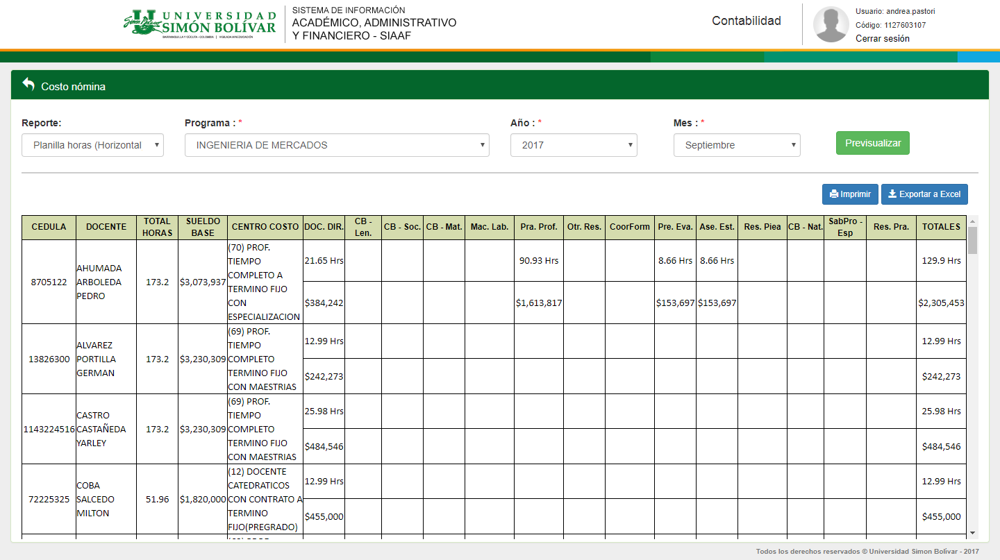 UNIVERSIDAD
SIMÓN BOLÍVAR
BARRANQUILLA Y CÚCUTA - COLOMBIA | VIGILADA MINEDUCACIÓN
SISTEMA DE INFORMACIÓN
ACADÉMICO, ADMINISTRATIVO
Y FINANCIERO - SIAAF
Contabilidad
Usuario: andrea.pastori
Código: 1127603107
Cerrar sesión
Costo nómina
Reporte: Programa : * Año : * Mes : *
Planilla horas (Horizontal INGENIERIA DE MERCADOS 2017 Septiembre Previsualizar
Imprimir Exportar a Excel
CEDULA DOCENTE TOTAL HORAS SUELDO BASE CENTRO COSTO DOC. DIR. CB - Len. CB - Soc. CB - Mat. Mac. Lab. Pra. Prof. Otr. Res. CoorForm Pre. Eva. Ase. Est. Res. Piea CB - Nat. SabPro - Esp Res. Pra. TOTALES
8705122
AHUMADA
ARBOLEDA
PEDRO
173.2
$3,073,937
(70) PROF.
TIEMPO
COMPLETO A
TERMINO FIJO
CON
ESPECIALIZACION
21.65 Hrs 90.93 Hrs 8.66 Hrs 8.66 Hrs 129.9 Hrs
$384,242 $1,613,817 $153,697 $153,697 $2,305,453
13826300
ALVAREZ
PORTILLA
GERMAN
173.2
$3,230,309
(69) PROF.
TIEMPO
COMPLETO
TERMINO FIJO
CON MAESTRIAS
12.99 Hrs 12.99 Hrs
$242,273 $242,273
1143224516
CASTRO
CASTAÑEDA
YARLEY
173.2
$3,230,309
(69) PROF.
TIEMPO
COMPLETO
TERMINO FIJO
CON MAESTRIAS
25.98 Hrs 25.98 Hrs
$484,546 $484,546
72225325
COBA
SALCEDO
MILTON
51.96
$1,820,000
(12) DOCENTE
CATEDRATICOS
CON CONTRATO A
TERMINO
FIJO(PREGRADO)
12.99 Hrs 12.99 Hrs
$455,000 $455,000
Todos los derechos reservados © Universidad Simon Bolívar - 2017